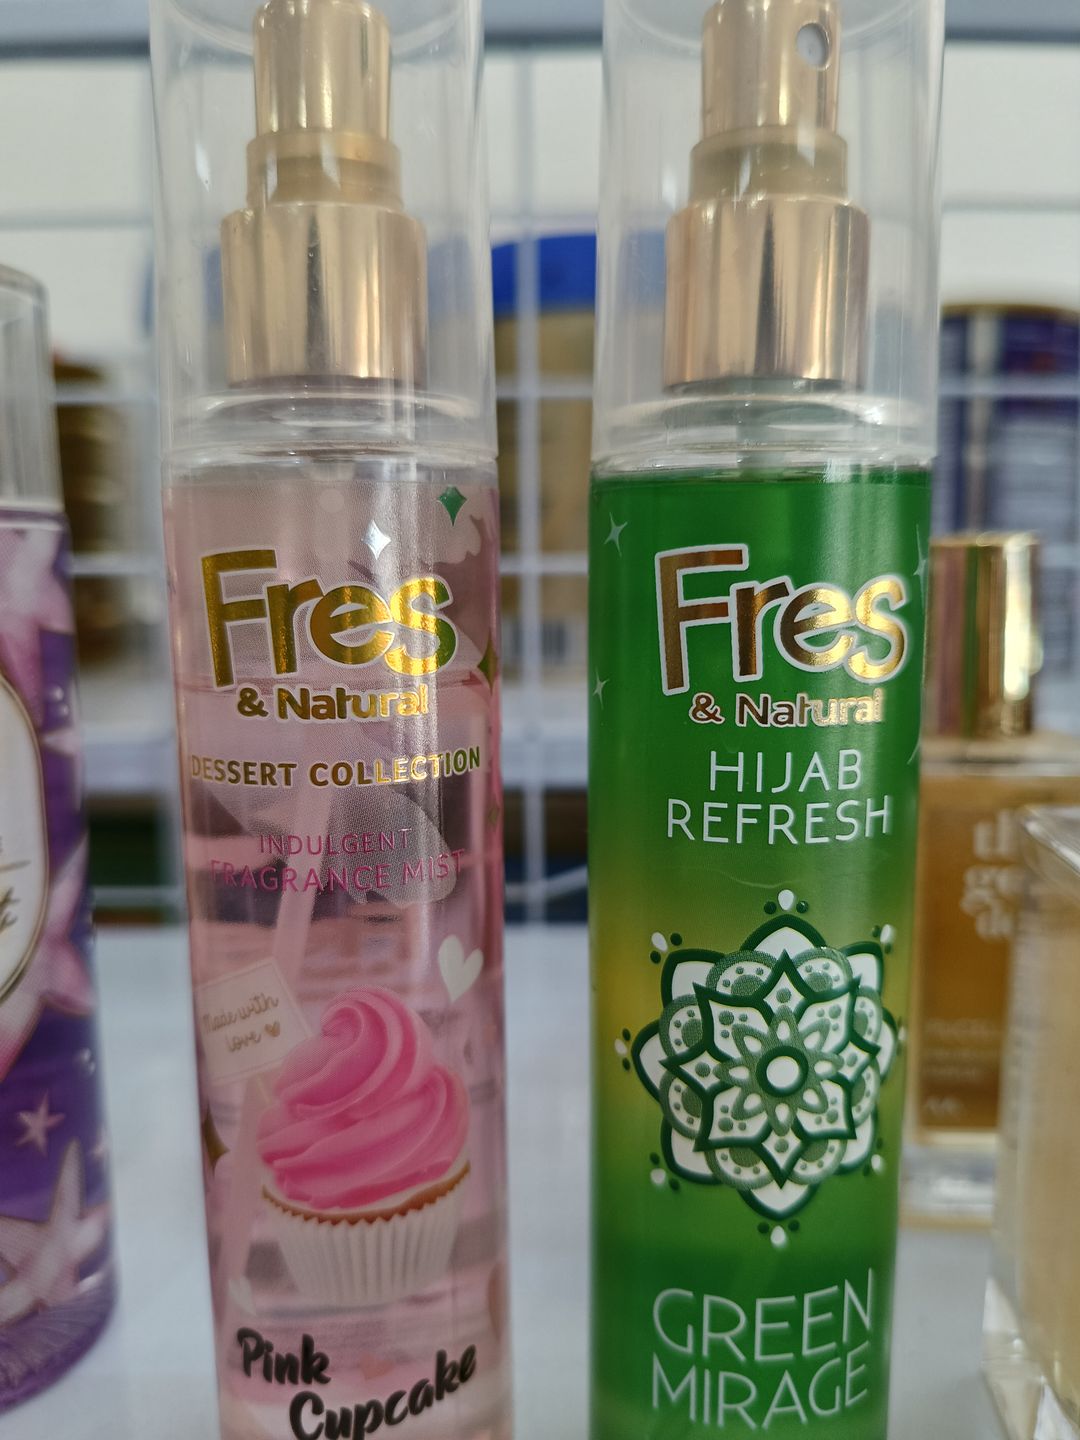 Fres
& Natural
DESSERT COLLECTION
INDULGENT
FRAGRANCE MIST
Made with
love
Pink
Cupcake
Fres
& Natural
HIJAB
REFRESH
GREEN
MIRAGE